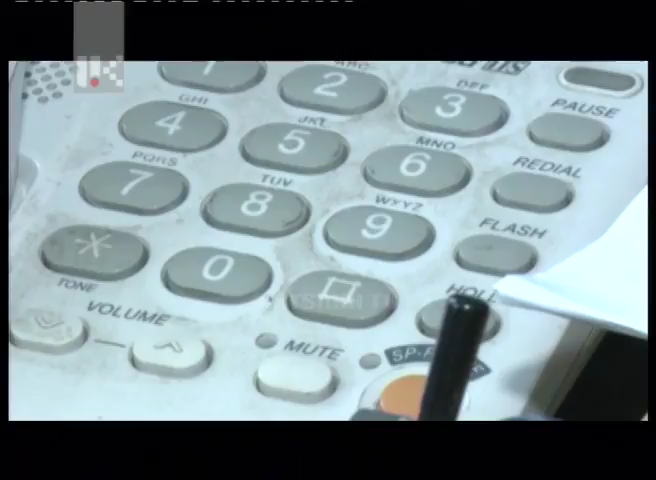 1
2
ABC
3
DEF
PAUSE
4
GHI
5
JKL
6
MNO
REDIAL
7
PQRS
8
TUV
9
WXYZ
FLASH
*
TONE
0
VOLUME
MUTE